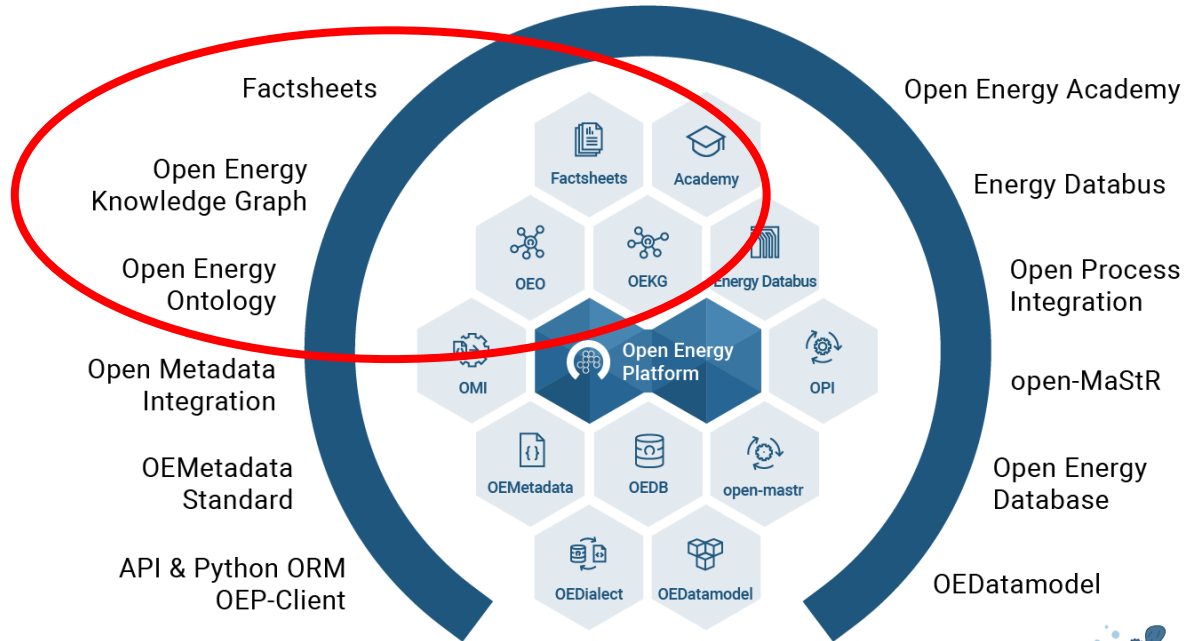 Factsheets
Open Energy
Knowledge Graph
Open Energy
Ontology
Open Metadata
Integration
OEMetadata
Standard
API & Python ORM
OEP-Client
Factsheets
Academy
OEO
OEKG
Energy Databus
OMI
Open Energy
Platform
OPI
OEMetadata
OEDB
open-mastr
OEDialect
OEDatamodel
Open Energy Academy
Energy Databus
Open Process
Integration
open-MaStR
Open Energy
Database
OEDatamodel